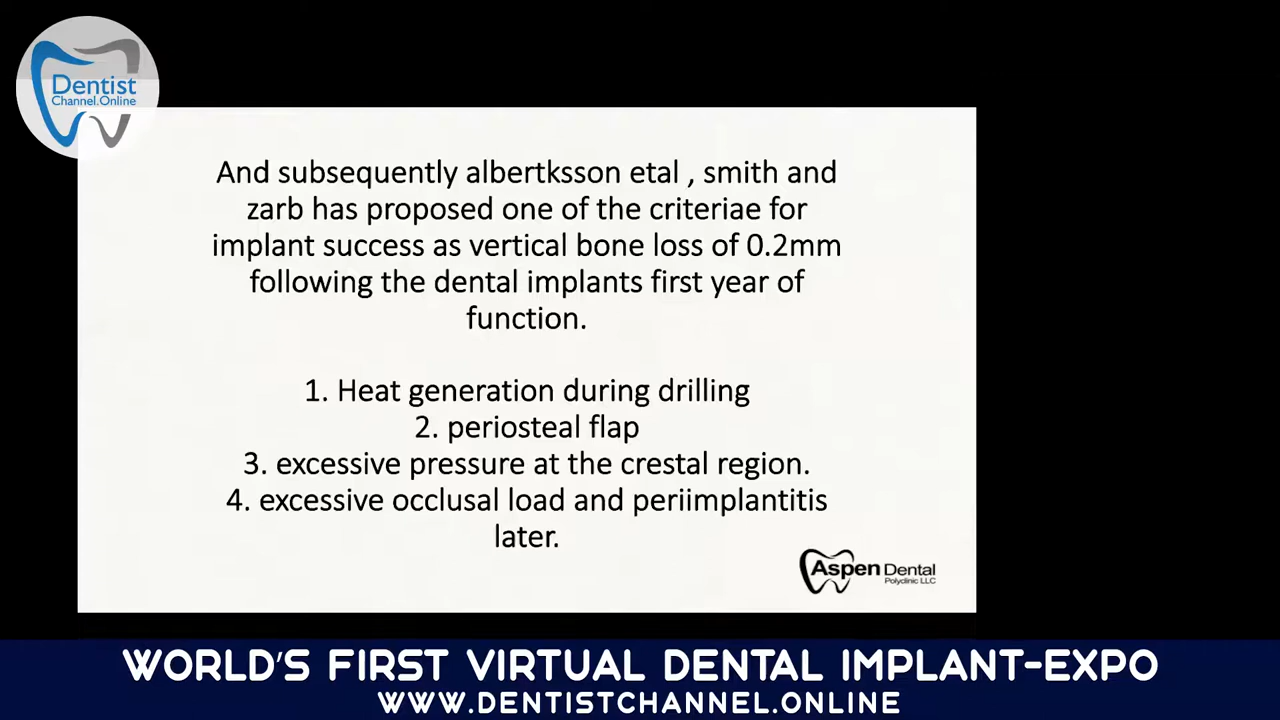 Dentist
Channel.Online
And subsequently albertksson etal , smith and
zarb has proposed one of the criteriae for
implant success as vertical bone loss of 0.2mm
following the dental implants first year of
function.
1. Heat generation during drilling
2. periosteal flap
3. excessive pressure at the crestal region.
4. excessive occlusal load and periimplantitis
later.
Aspen Dental
Polyclinic LLC
WORLD'S FIRST VIRTUAL DENTAL IMPLANT-EXPO
WWW.DENTISTCHANNEL.ONLINE